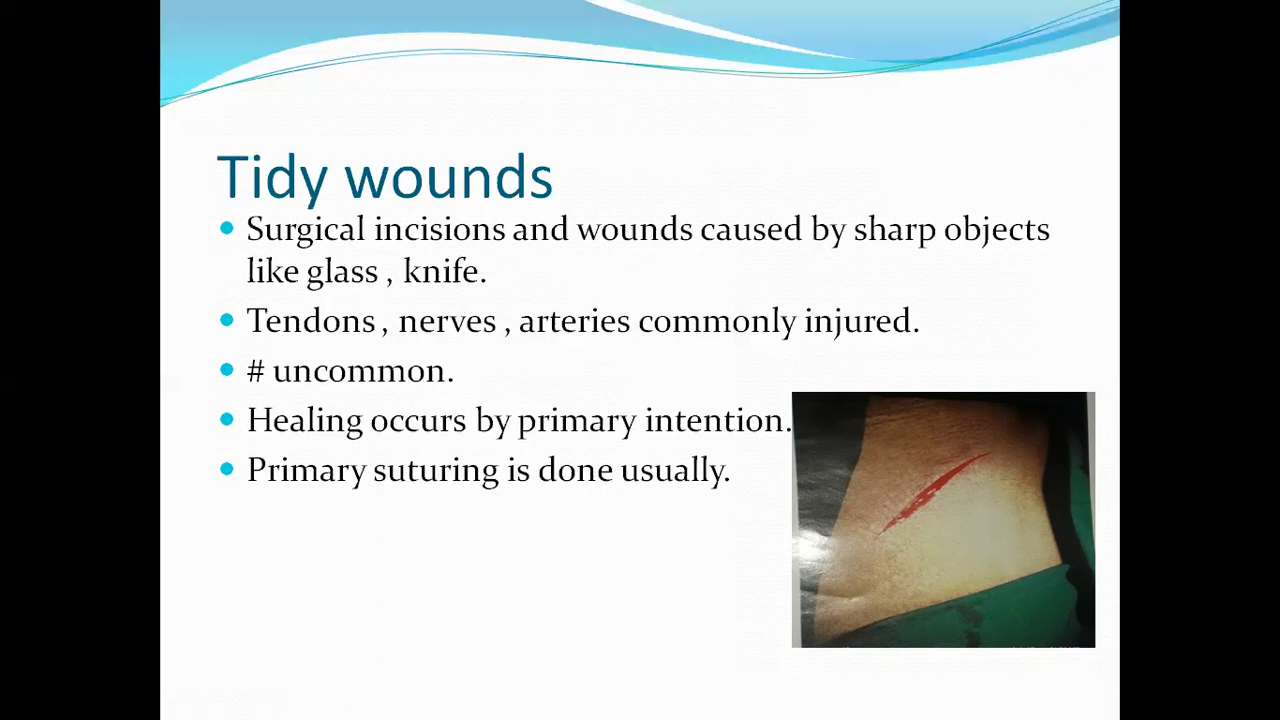 Tidy wounds
Surgical incisions and wounds caused by sharp objects
like glass , knife.
Tendons , nerves , arteries commonly injured.
# uncommon.
Healing occurs by primary intention.
Primary suturing is done usually.